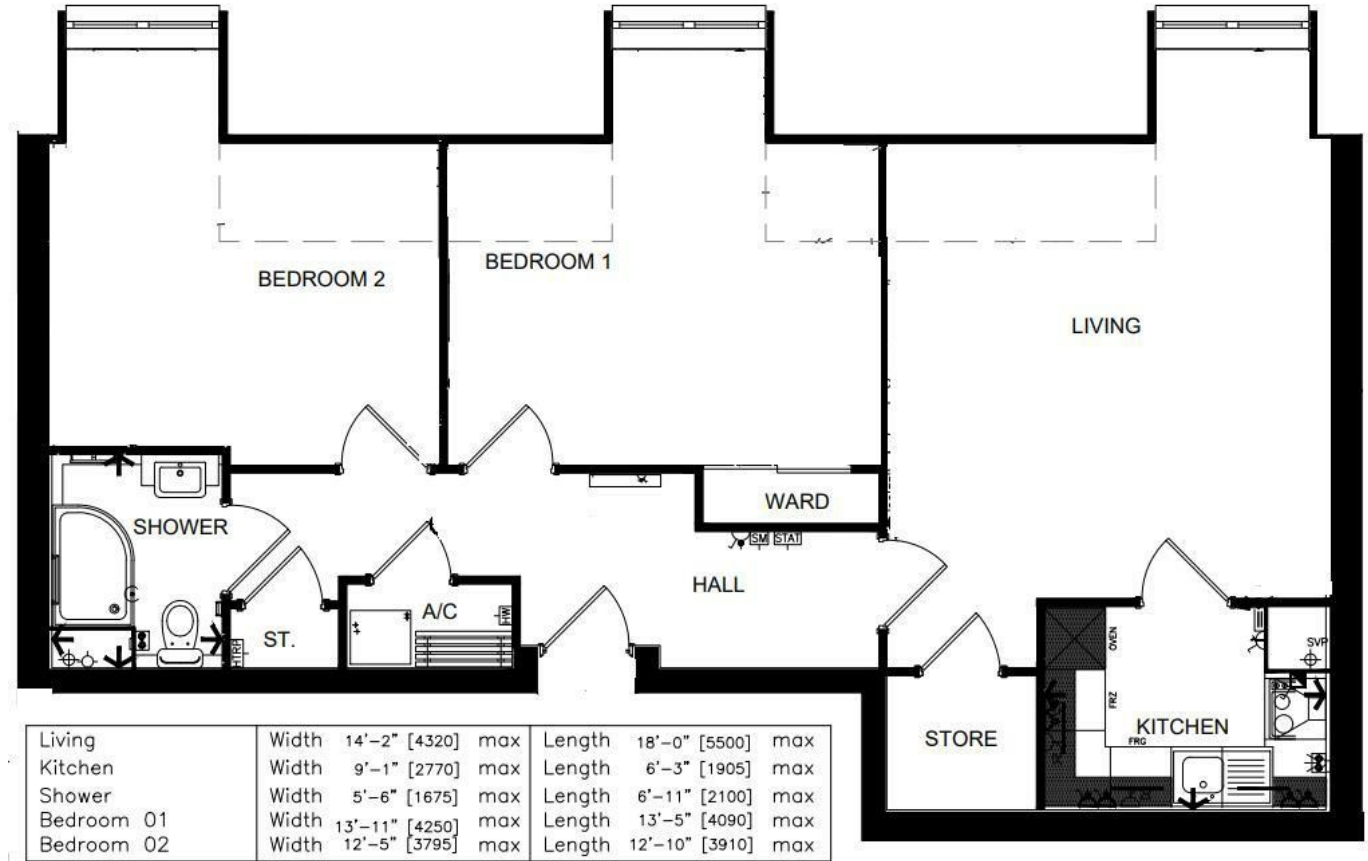 BEDROOM 2
BEDROOM 1
LIVING
SHOWER
WARD
SM STAT
HALL
A/C
HW
ST.
HTRP
OVEN
FRZ
FRG
SVP
KITCHEN
STORE
Living Width 14'-2" [4320] max Length 18'-0" [5500] max
Kitchen Width 9'-1" [2770] max Length 6'-3" [1905] max
Shower Width 5'-6" [1675] max Length 6'-11" [2100] max
Bedroom 01 Width 13'-11" [4250] max Length 13'-5" [4090] max
Bedroom 02 Width 12'-5" [3795] max Length 12'-10" [3910] max